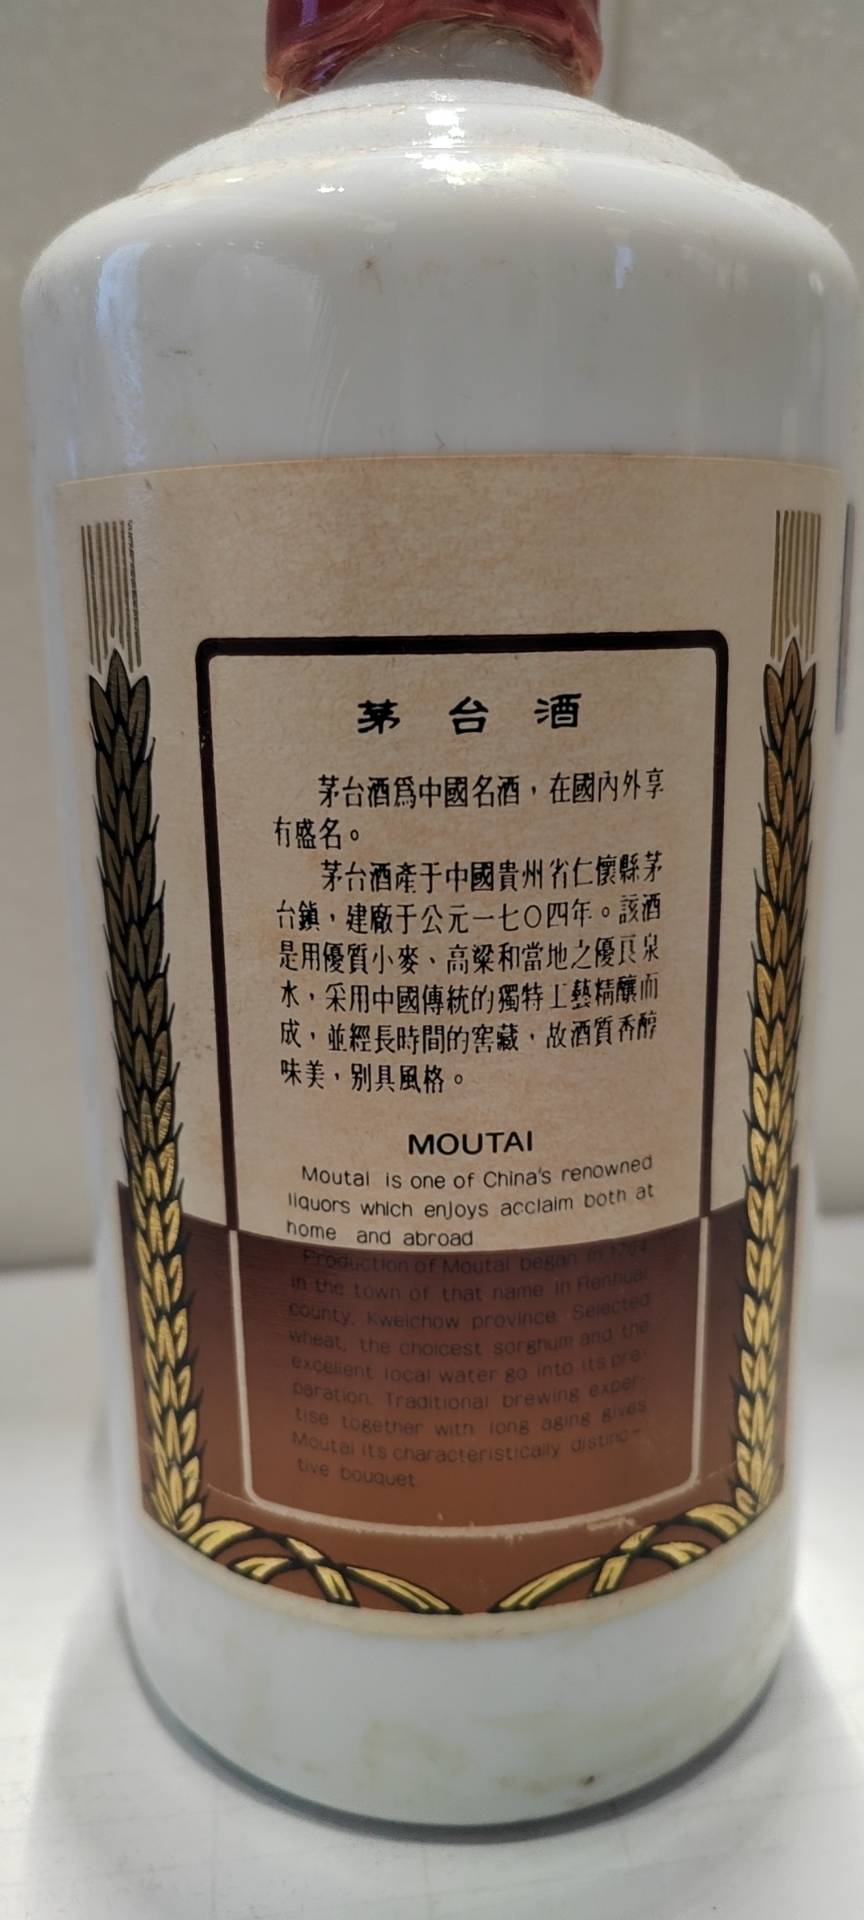 茅台酒
茅台酒爲中國名酒，在國內外享
有盛名。
茅台酒產于中國貴州省仁懷縣茅
台鎮，建廠于公元一七〇四年。該酒
是用優質小麥、高粱和當地之優良泉
水，采用中國傳統的獨特工藝精釀而
成，並經長時間的窖藏，故酒質香醇
味美，别具風格。
MOUTAI
Moutai is one of China's renowned
liquors which enjoys acclaim both at
home and abroad
Production of Moutai began in 1704
in the town of that name in Renhuai
county, Kweichow province. Selected
wheat, the choicest sorghum and the
excellent local water go into its pre-
paration. Traditional brewing exper-
tise together with long aging gives
Moutai its characteristically distinc-
tive bouquet.